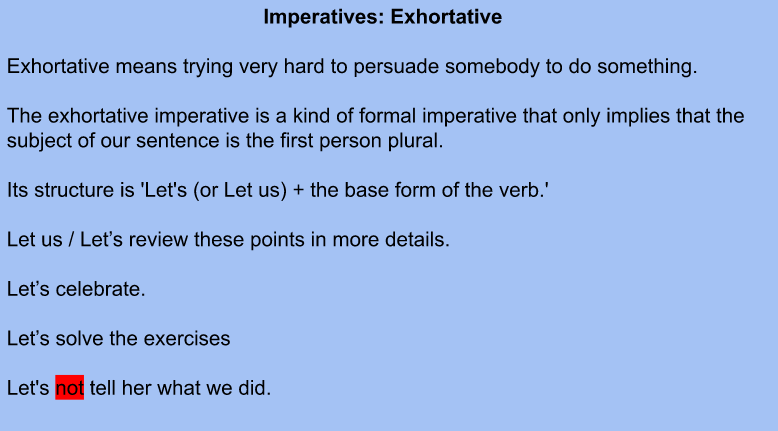 Imperatives: Exhortative
Exhortative means trying very hard to persuade somebody to do something.
The exhortative imperative is a kind of formal imperative that only implies that the
subject of our sentence is the first person plural.
Its structure is 'Let's (or Let us) + the base form of the verb.'
Let us / Let’s review these points in more details.
Let’s celebrate.
Let’s solve the exercises
Let's not tell her what we did.